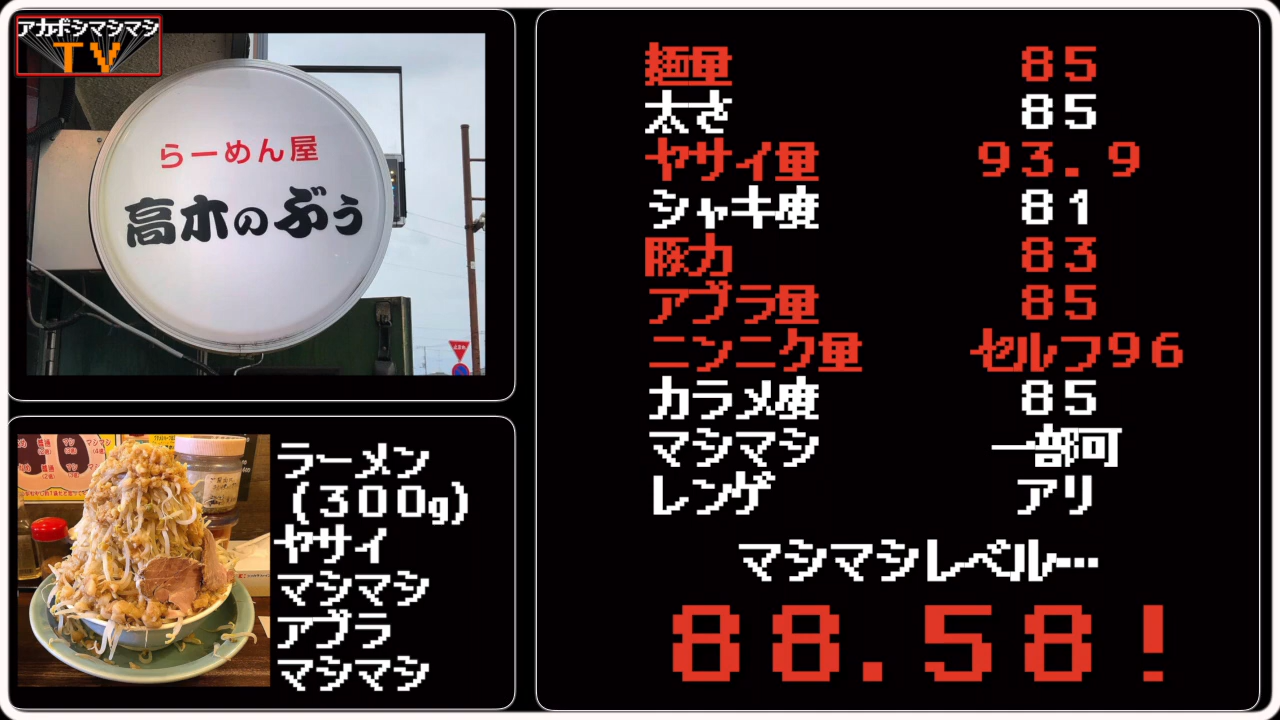 アカボシマシマシ
TV
らーめん屋
高木のぶぅ
ラーメン
(300g)
ヤサイ
マシマシ
アブラ
マシマシ
麺量 85
太さ 85
ヤサイ量 93.9
シャキ度 81
豚力 83
アブラ量 85
ニンニク量 セルフ96
カラメ度 85
マシマシ 一部可
レンゲ アリ
マシマシレベル…
88.58!